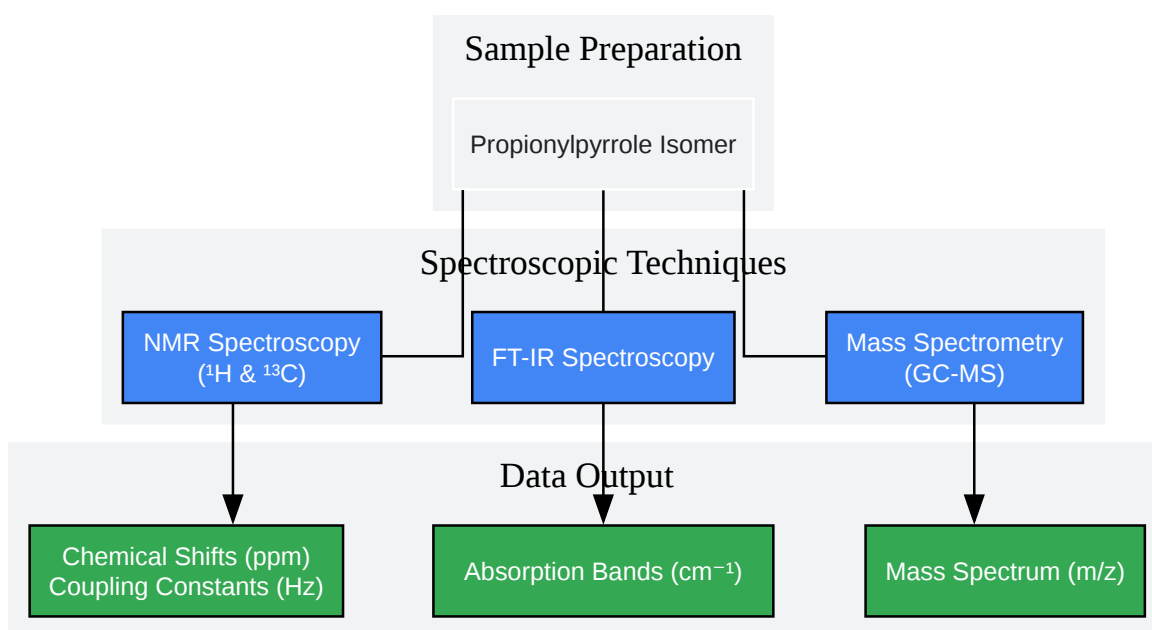 Sample Preparation
Propionylpyrrole Isomer
Spectroscopic Techniques
NMR Spectroscopy
(¹H & ¹³C)
FT-IR Spectroscopy
Mass Spectrometry
(GC-MS)
Data Output
Chemical Shifts (ppm)
Coupling Constants (Hz)
Absorption Bands (cm⁻¹)
Mass Spectrum (m/z)